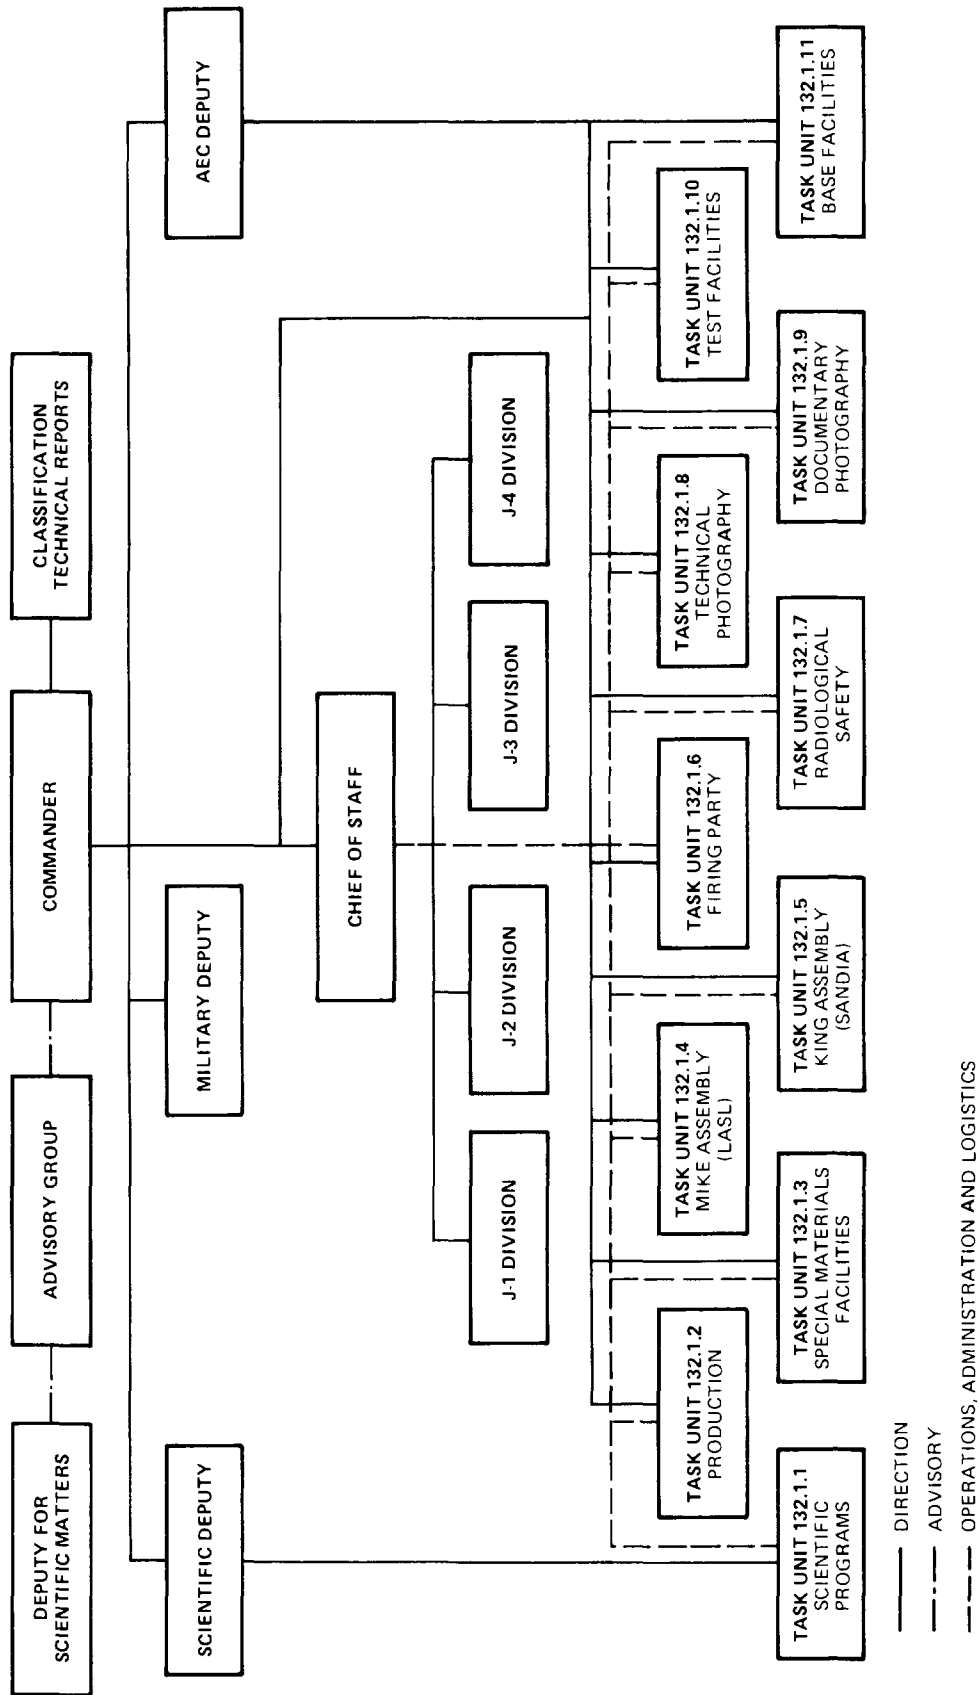 DEPUTY FOR
SCIENTIFIC MATTERS
ADVISORY GROUP
COMMANDER
CLASSIFICATION
TECHNICAL REPORTS
SCIENTIFIC DEPUTY
MILITARY DEPUTY
AEC DEPUTY
CHIEF OF STAFF
J-1 DIVISION
J-2 DIVISION
J-3 DIVISION
J-4 DIVISION
TASK UNIT 132.1.2
PRODUCTION
TASK UNIT 132.1.4
MIKE ASSEMBLY
(LASL)
TASK UNIT 132.1.6
FIRING PARTY
TASK UNIT 132.1.8
TECHNICAL
PHOTOGRAPHY
TASK UNIT 132.1.10
TEST FACILITIES
TASK UNIT 132.1.1
SCIENTIFIC
PROGRAMS
TASK UNIT 132.1.3
SPECIAL MATERIALS
FACILITIES
TASK UNIT 132.1.5
KING ASSEMBLY
(SANDIA)
TASK UNIT 132.1.7
RADIOLOGICAL
SAFETY
TASK UNIT 132.1.9
DOCUMENTARY
PHOTOGRAPHY
TASK UNIT 132.1.11
BASE FACILITIES
DIRECTION
ADVISORY
OPERATIONS, ADMINISTRATION AND LOGISTICS